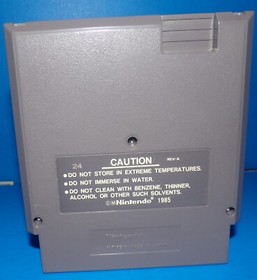 24 CAUTION REV-A
•DO NOT STORE IN EXTREME TEMPERATURES.
•DO NOT IMMERSE IN WATER.
•DO NOT CLEAN WITH BENZENE, THINNER,
ALCOHOL OR OTHER SUCH SOLVENTS.
©Nintendo 1985